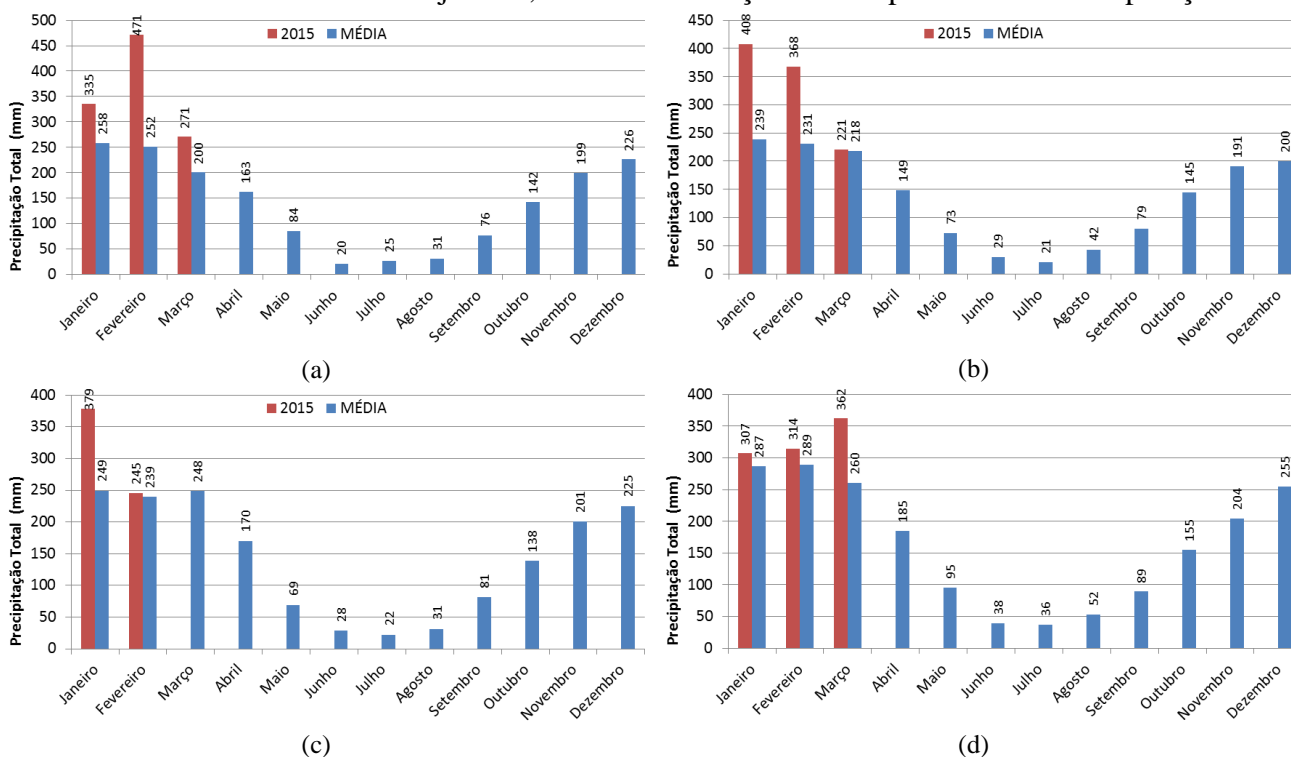 2015 MÉDIA
Precipitação Total (mm)
500
450
400
350
300
250
200
150
100
50
0
335 471 271
258 252 200 163 84 20 25 31 76 142 199 226
Janeiro Fevereiro Março Abril Maio Junho Julho Agosto Setembro Outubro Novembro Dezembro
(a)
2015 MÉDIA
Precipitação Total (mm)
450
400
350
300
250
200
150
100
50
0
408 368 221
239 231 218 149 73 29 21 42 79 145 191 200
Janeiro Fevereiro Março Abril Maio Junho Julho Agosto Setembro Outubro Novembro Dezembro
(b)
2015 MÉDIA
Precipitação Total (mm)
400
350
300
250
200
150
100
50
0
379 245
249 239 248 170 69 28 22 31 81 138 201 225
Janeiro Fevereiro Março Abril Maio Junho Julho Agosto Setembro Outubro Novembro Dezembro
(c)
Precipitação Total (mm)
400
350
300
250
200
150
100
50
0
307 314 362
287 289 260 185 95 38 36 52 89 155 204 255
Janeiro Fevereiro Março Abril Maio Junho Julho Agosto Setembro Outubro Novembro Dezembro
(d)